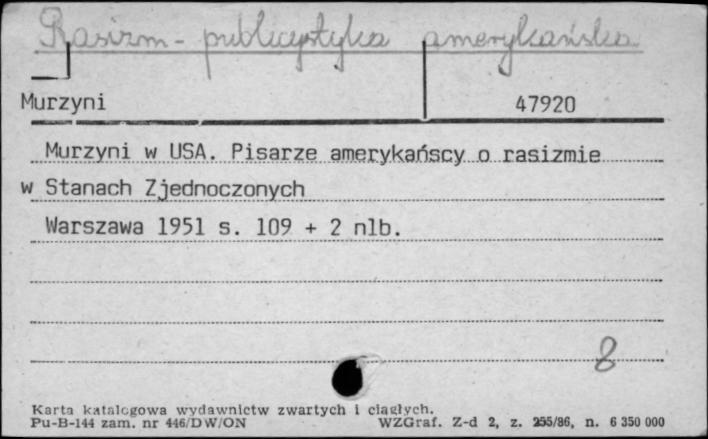 Rasizm - publicystyka amerykańska
Murzyni 47920
Murzyni w USA. Pisarze amerykańscy o rasizmie
w Stanach Zjednoczonych
Warszawa 1951 s. 109 + 2 nlb.
8
Karta katalogowa wydawnictw zwartych i ciągłych.
Pu-B-144 zam. nr 446/DW/ON WZGraf. Z-d 2, z. 255/86, n. 6 350 000